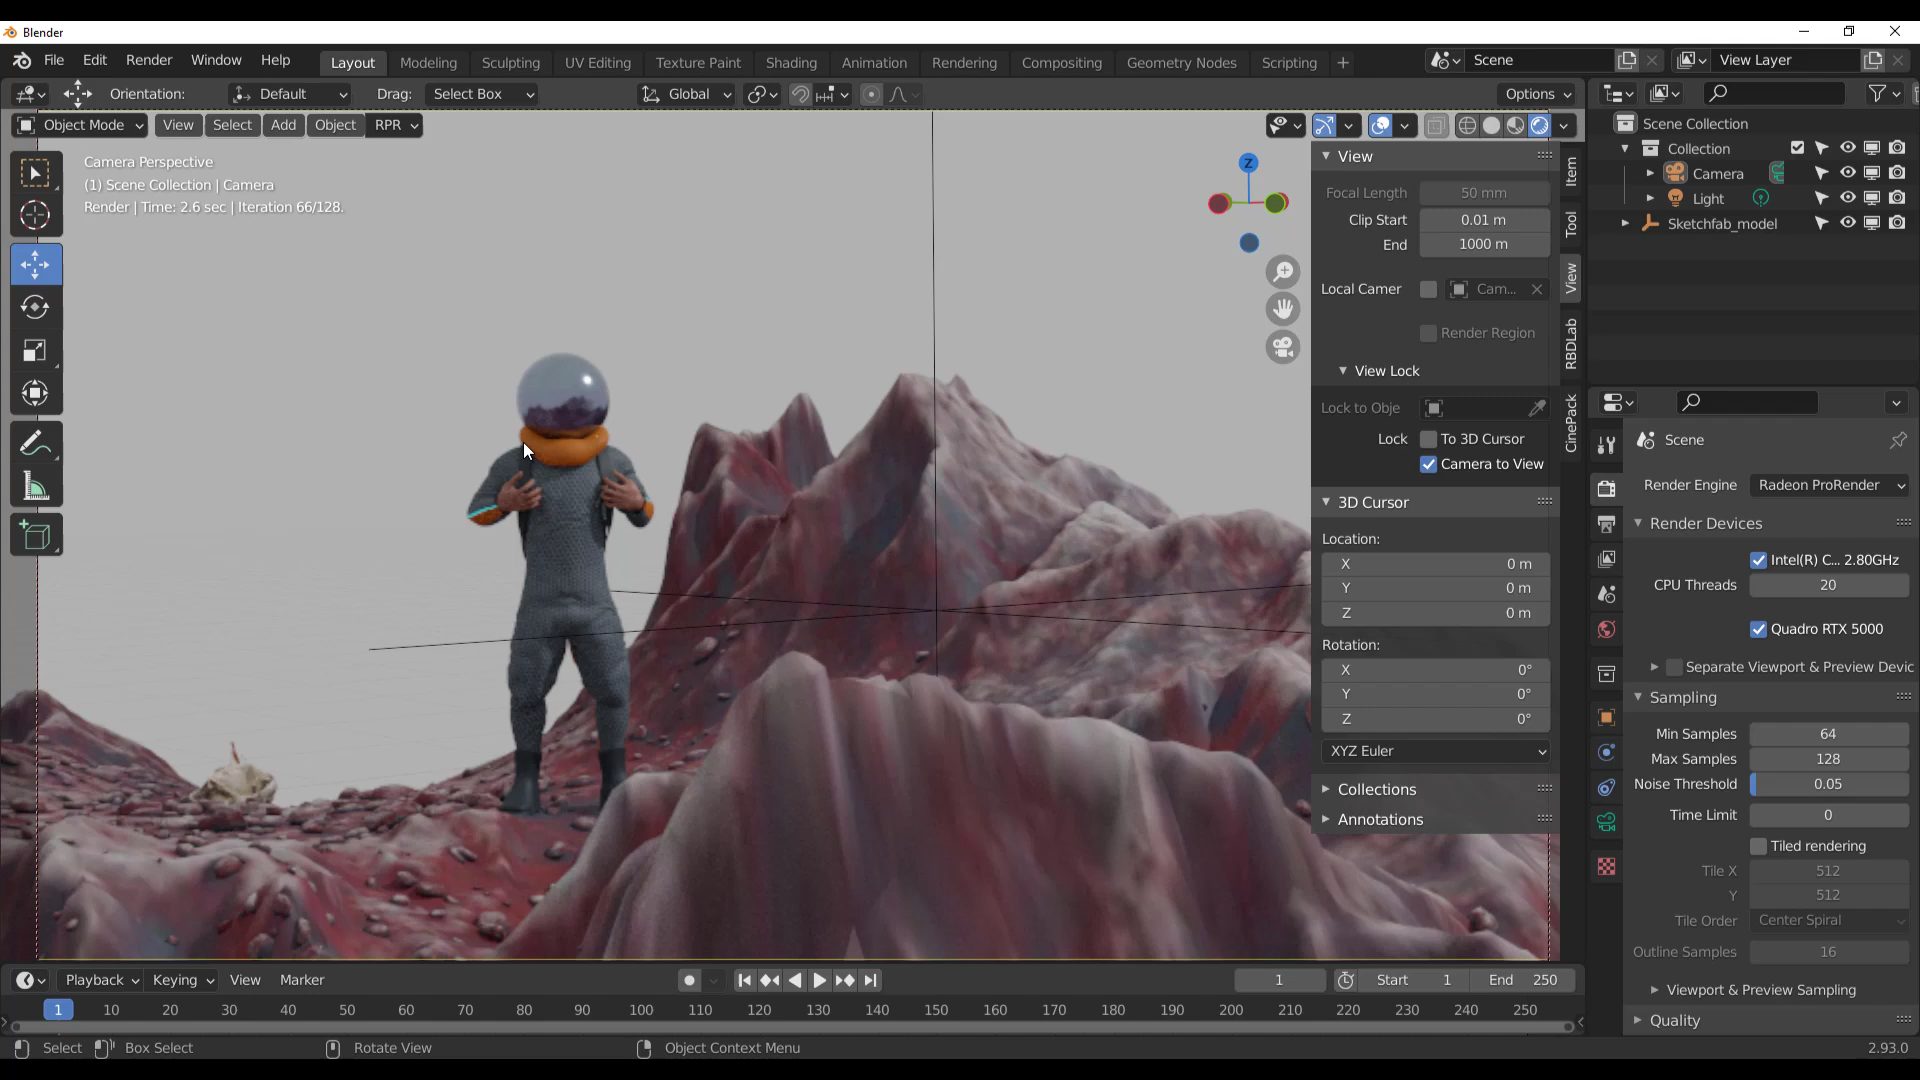 Blender
File Edit Render Window Help Layout Modeling Sculpting UV Editing Texture Paint Shading Animation Rendering Compositing Geometry Nodes Scripting + Scene View Layer
Orientation: Default Drag: Select Box Global Options
Object Mode View Select Add Object RPR
Camera Perspective
(1) Scene Collection | Camera
Render | Time: 2.6 sec | Iteration 66/128.
Z
View
Focal Length 50 mm
Clip Start 0.01 m
End 1000 m
Local Camer Cam...
Render Region
View Lock
Lock to Obje
Lock To 3D Cursor
Camera to View
3D Cursor
Location:
X 0 m
Y 0 m
Z 0 m
Rotation:
X 0°
Y 0°
Z 0°
XYZ Euler
Collections
Annotations
Item
Tool
View
RBDLab
CinePack
Scene Collection
Collection
Camera
Light
Sketchfab_model
Scene
Render Engine Radeon ProRender
Render Devices
Intel(R) C... 2.80GHz
CPU Threads 20
Quadro RTX 5000
Separate Viewport & Preview Devic
Sampling
Min Samples 64
Max Samples 128
Noise Threshold 0.05
Time Limit 0
Tiled rendering
Tile X 512
Y 512
Tile Order Center Spiral
Outline Samples 16
Viewport & Preview Sampling
Quality
Playback Keying View Marker 1 Start 1 End 250
1 10 20 30 40 50 60 70 80 90 100 110 120 130 140 150 160 170 180 190 200 210 220 230 240 250
Select Box Select Rotate View Object Context Menu 2.93.0